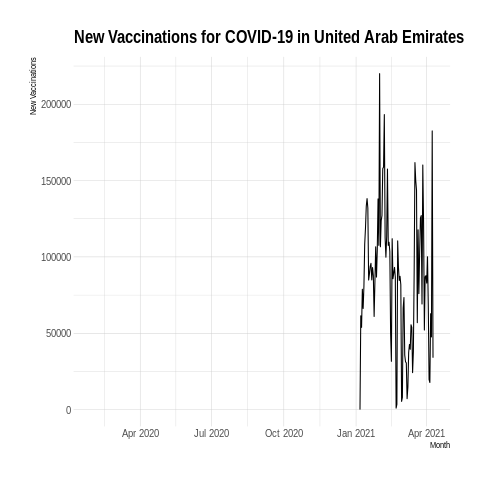 New Vaccinations for COVID-19 in United Arab Emirates
New Vaccinations
200000
150000
100000
50000
0
Apr 2020 Jul 2020 Oct 2020 Jan 2021 Apr 2021
Month